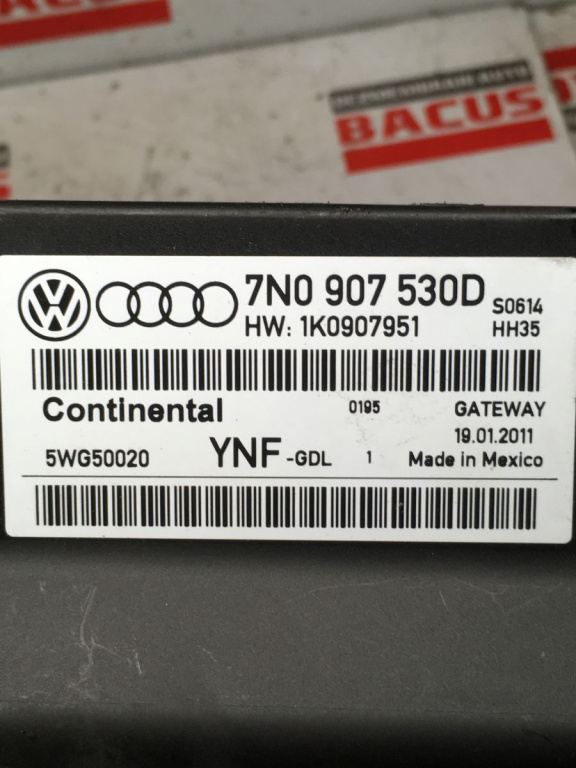 BACUS
BACUS
7N0 907 530D S0614
HW: 1K0907951 HH35
Continental 0195 GATEWAY
19.01.2011
5WG50020 YNF-GDL 1 Made in Mexico